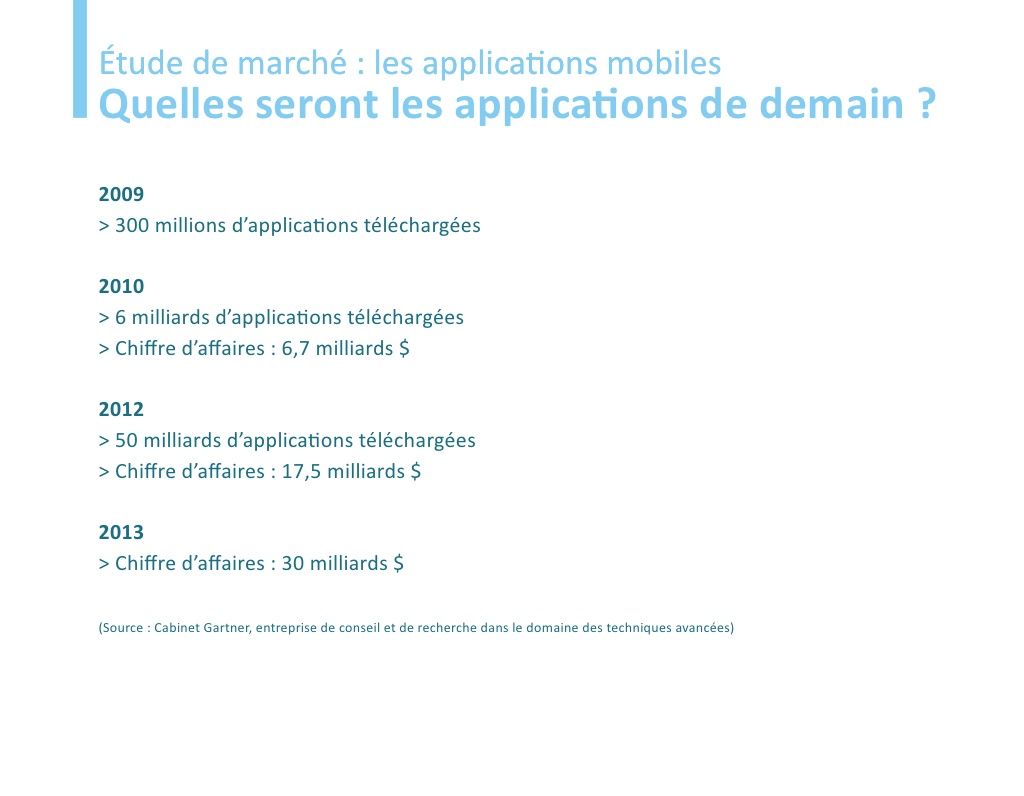 Étude de marché : les applications mobiles
Quelles seront les applications de demain ?
2009
> 300 millions d’applications téléchargées
2010
> 6 milliards d’applications téléchargées
> Chiffre d’affaires : 6,7 milliards $
2012
> 50 milliards d’applications téléchargées
> Chiffre d’affaires : 17,5 milliards $
2013
> Chiffre d’affaires : 30 milliards $
(Source : Cabinet Gartner, entreprise de conseil et de recherche dans le domaine des techniques avancées)